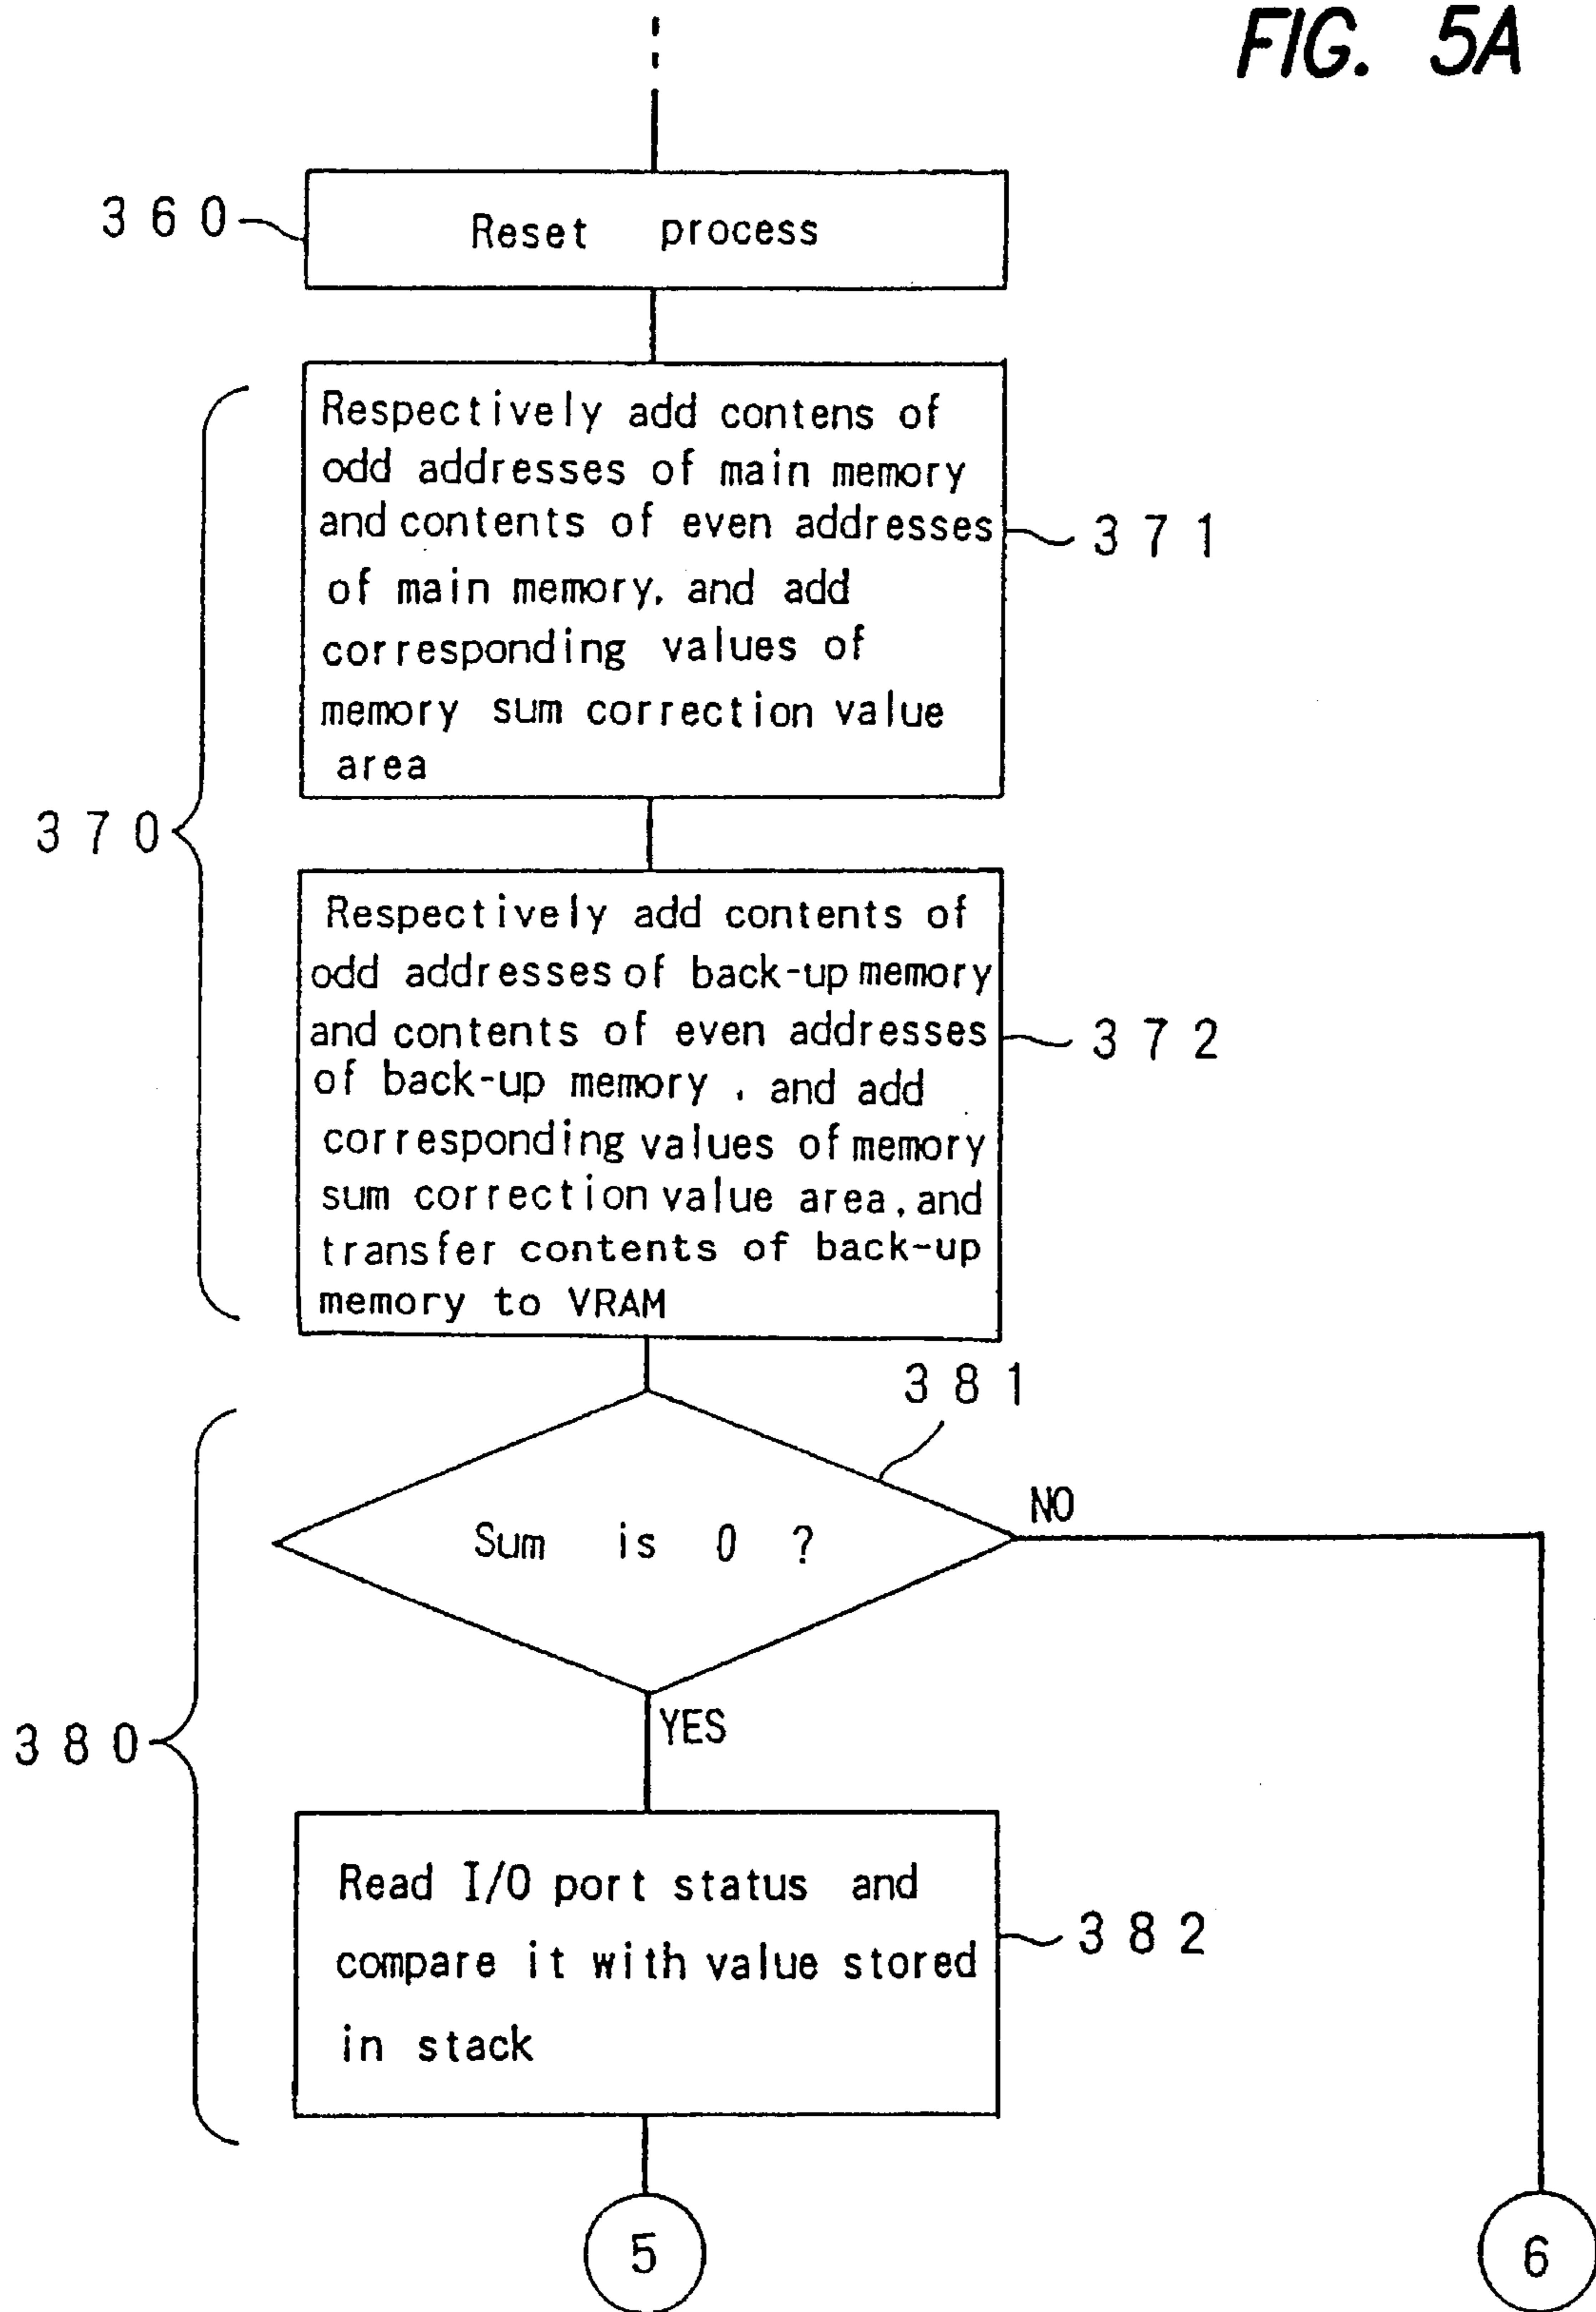 FIG. 5A
360
Reset process
Respectively add contens of
odd addresses of main memory
and contents of even addresses
of main memory, and add
corresponding values of
memory sum correction value
area
371
370
Respectively add contents of
odd addresses of back-up memory
and contents of even addresses
of back-up memory, and add
corresponding values of memory
sum correction value area, and
transfer contents of back-up
memory to VRAM
372
381
Sum is 0 ?
NO
YES
380
Read I/O port status and
compare it with value stored
in stack
382
5
6